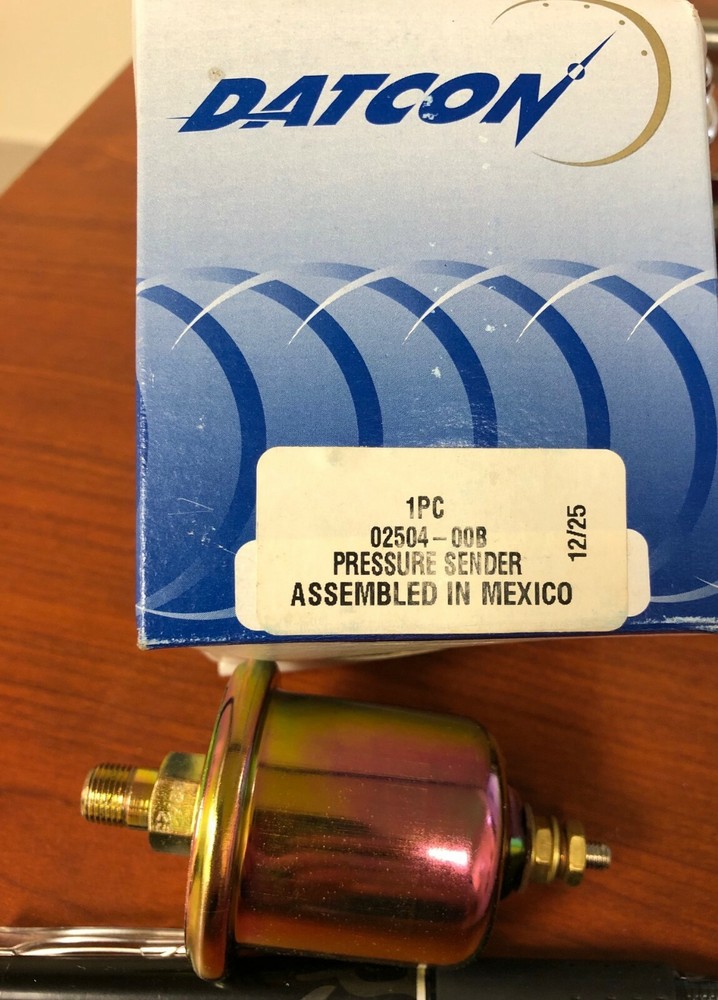 DATCON
1PC
02504-00B
PRESSURE SENDER
ASSEMBLED IN MEXICO
12/25